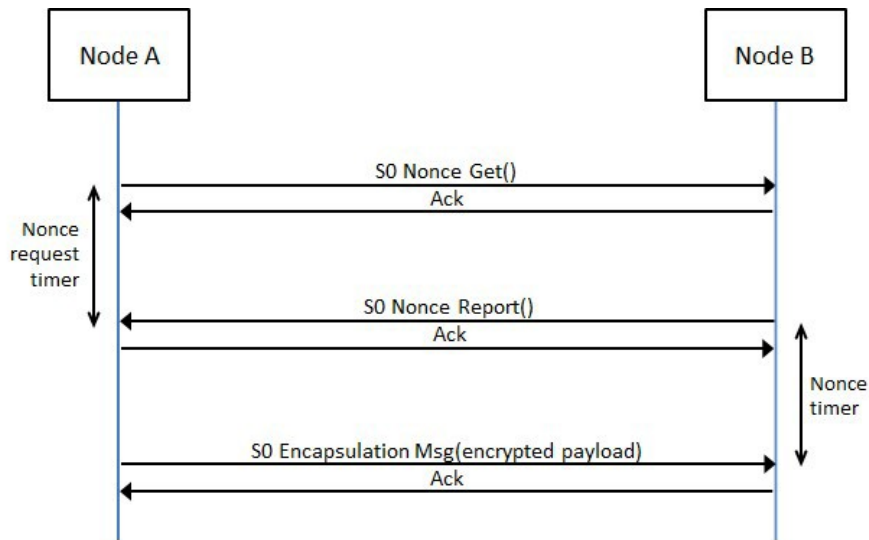 Node A
Node B
S0 Nonce Get()
Ack
Nonce
request
timer
S0 Nonce Report()
Ack
Nonce
timer
S0 Encapsulation Msg(encrypted payload)
Ack